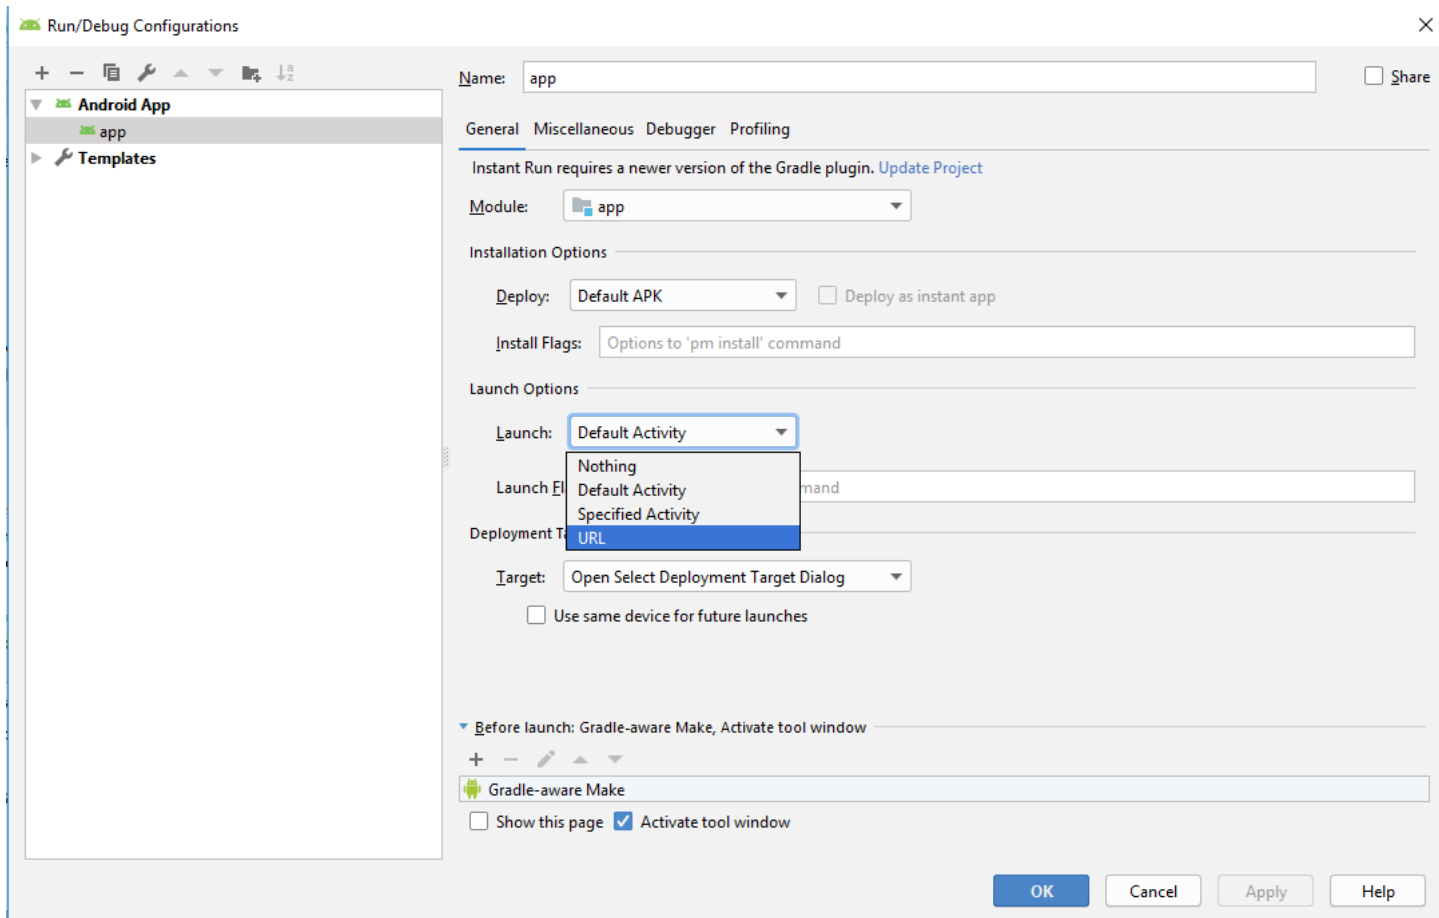 Run/Debug Configurations
Name: app
Share
Android App
app
Templates
General Miscellaneous Debugger Profiling
Instant Run requires a newer version of the Gradle plugin. Update Project
Module: app
Installation Options
Deploy: Default APK
Deploy as instant app
Install Flags: Options to 'pm install' command
Launch Options
Launch: Default Activity
Nothing
Default Activity
Specified Activity
URL
Launch
Deployment
Target: Open Select Deployment Target Dialog
Use same device for future launches
Before launch: Gradle-aware Make, Activate tool window
Gradle-aware Make
Show this page Activate tool window
OK Cancel Apply Help